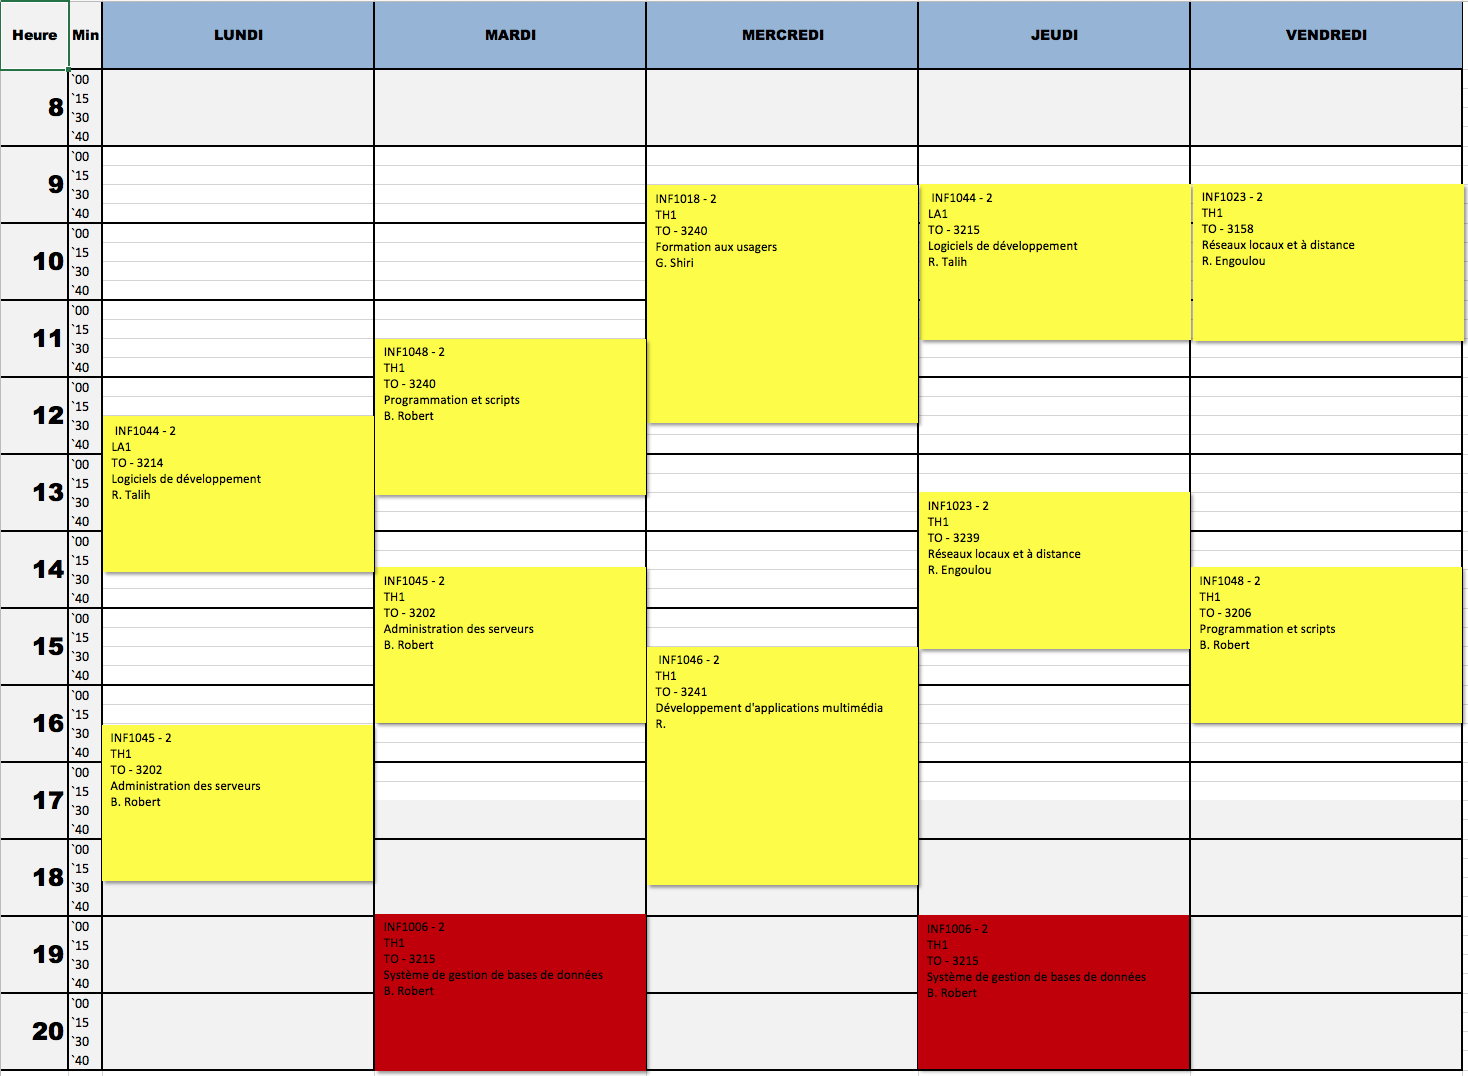 Heure Min LUNDI MARDI MERCREDI JEUDI VENDREDI
8
`00
`15
`30
`40
9
`00
`15
`30
`40
10
`00
`15
`30
`40
11
`00
`15
`30
`40
12
`00
`15
`30
`40
13
`00
`15
`30
`40
14
`00
`15
`30
`40
15
`00
`15
`30
`40
16
`00
`15
`30
`40
17
`00
`15
`30
`40
18
`00
`15
`30
`40
19
`00
`15
`30
`40
20
`00
`15
`30
`40
INF1044 - 2
LA1
TO - 3214
Logiciels de développement
R. Talih
INF1045 - 2
TH1
TO - 3202
Administration des serveurs
B. Robert
INF1048 - 2
TH1
TO - 3240
Programmation et scripts
B. Robert
INF1045 - 2
TH1
TO - 3202
Administration des serveurs
B. Robert
INF1006 - 2
TH1
TO - 3215
Système de gestion de bases de données
B. Robert
INF1018 - 2
TH1
TO - 3240
Formation aux usagers
G. Shiri
INF1046 - 2
TH1
TO - 3241
Développement d'applications multimédia
R.
INF1044 - 2
LA1
TO - 3215
Logiciels de développement
R. Talih
INF1023 - 2
TH1
TO - 3239
Réseaux locaux et à distance
R. Engoulou
INF1006 - 2
TH1
TO - 3215
Système de gestion de bases de données
B. Robert
INF1023 - 2
TH1
TO - 3158
Réseaux locaux et à distance
R. Engoulou
INF1048 - 2
TH1
TO - 3206
Programmation et scripts
B. Robert